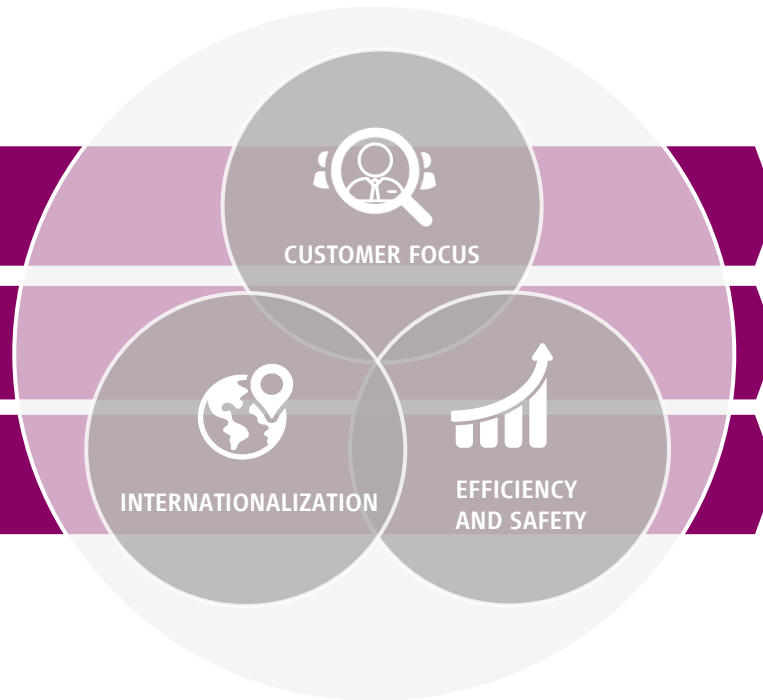 CUSTOMER FOCUS
INTERNATIONALIZATION
EFFICIENCY
AND SAFETY